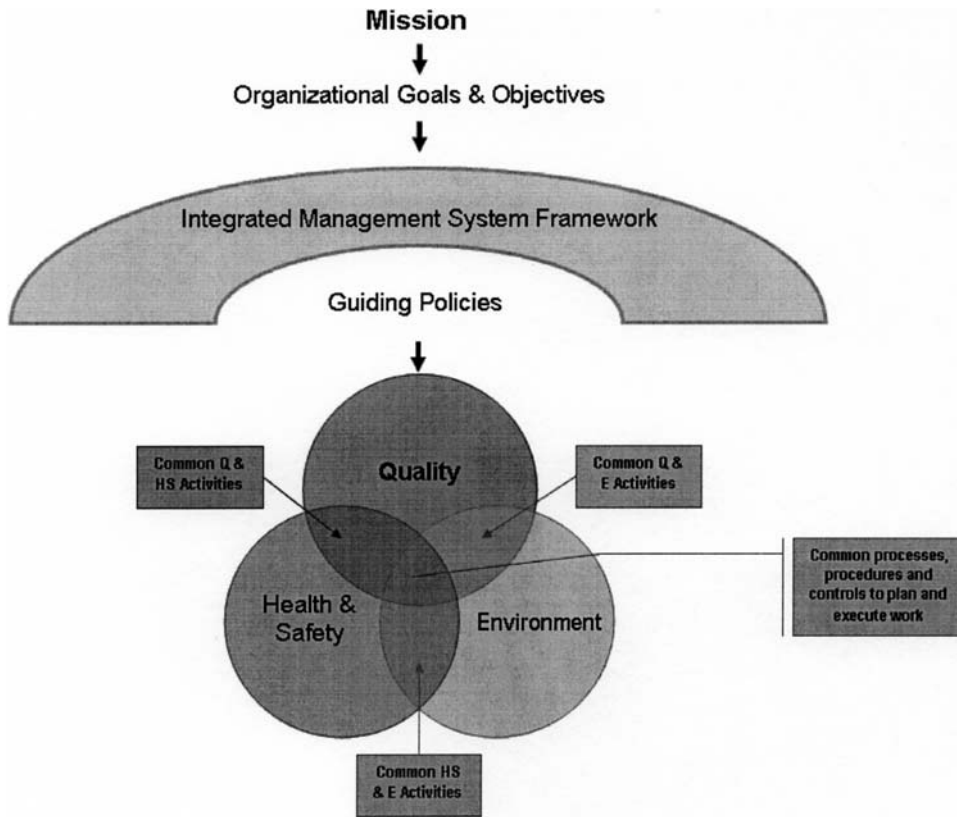 Mission
Organizational Goals & Objectives
Integrated Management System Framework
Guiding Policies
Common Q &
HS Activities
Quality
Common Q &
E Activities
Common processes,
procedures and
controls to plan and
execute work
Health &
Safety
Environment
Common HS
& E Activities